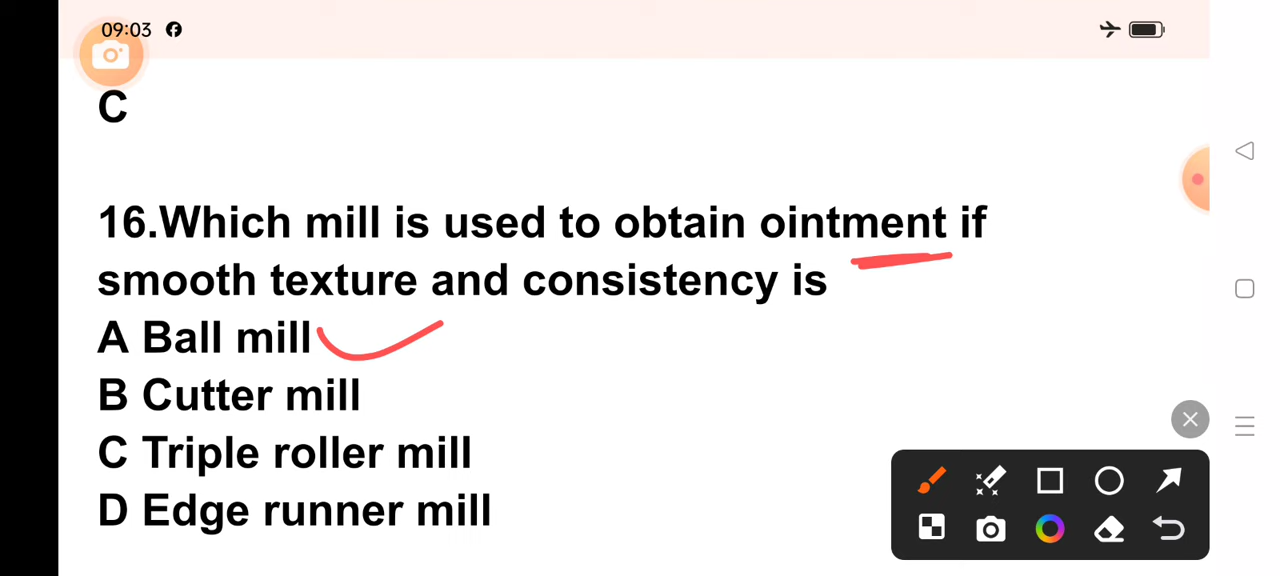 09:03
C
16.Which mill is used to obtain ointment if
smooth texture and consistency is
A Ball mill
B Cutter mill
C Triple roller mill
D Edge runner mill